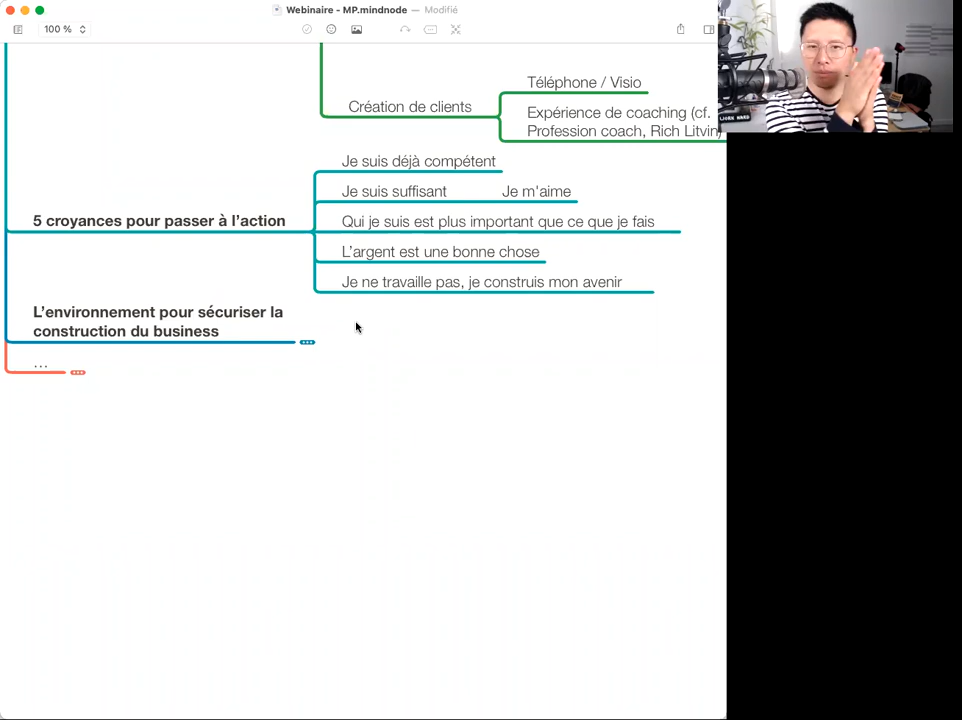 Webinaire - MP.mindnode — Modifié
100 %
Téléphone / Visio
Création de clients
Expérience de coaching (cf.
Profession coach, Rich Litvin)
Je suis déjà compétent
Je suis suffisant
Je m'aime
5 croyances pour passer à l'action
Qui je suis est plus important que ce que je fais
L'argent est une bonne chose
Je ne travaille pas, je construis mon avenir
L'environnement pour sécuriser la
construction du business
...